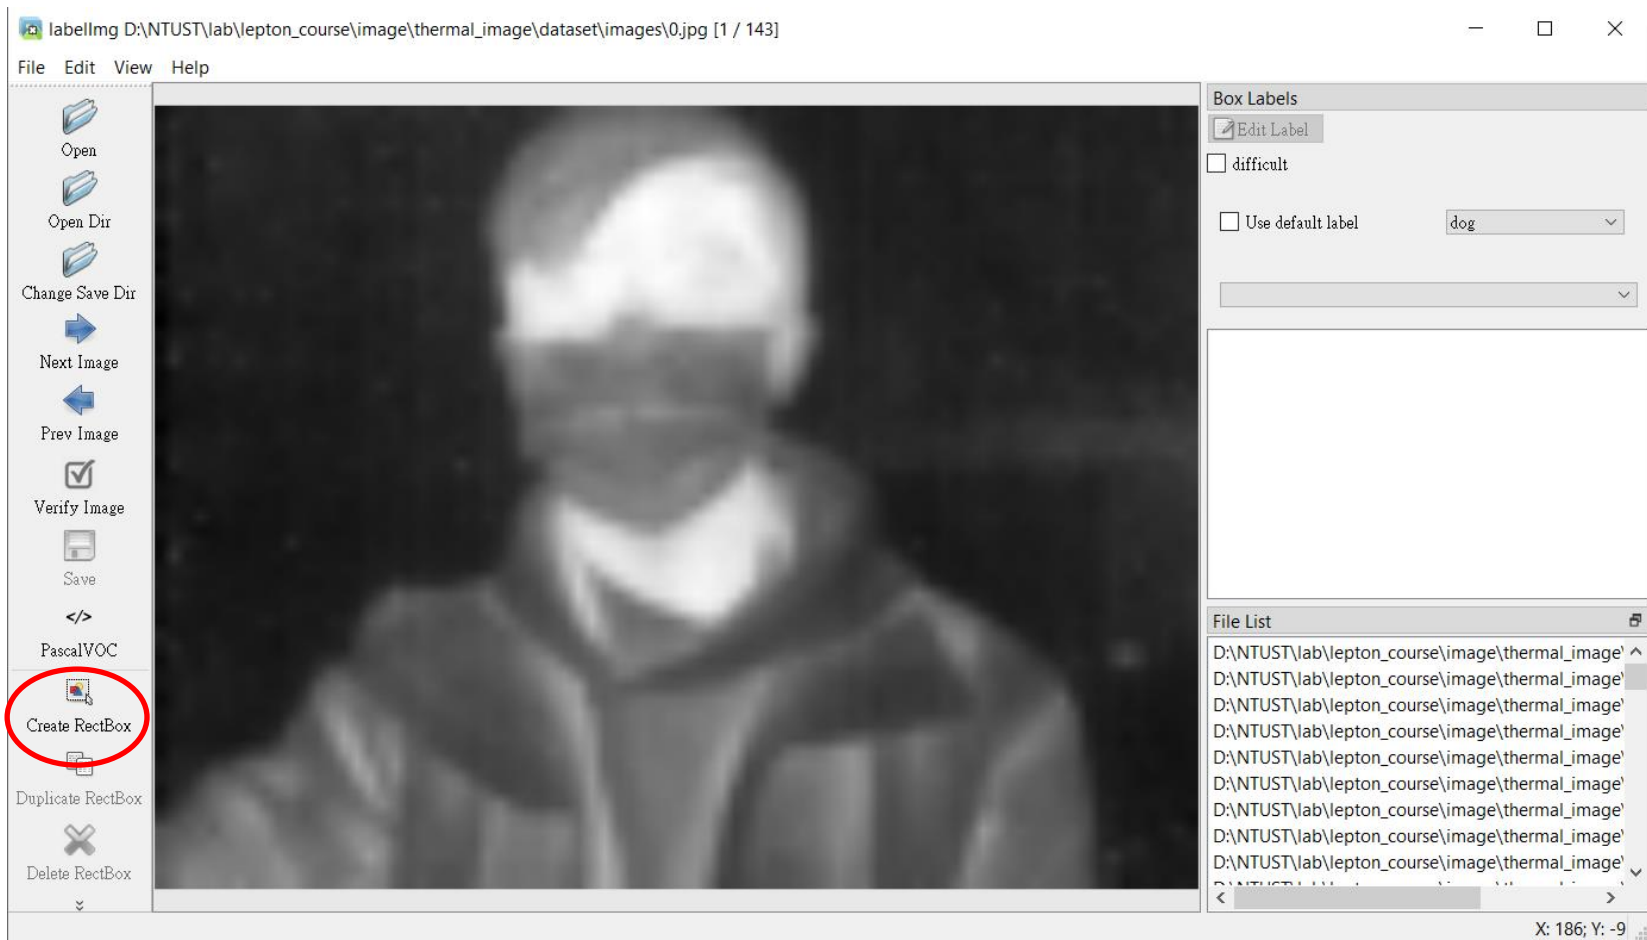 labelImg D:\NTUST\lab\lepton_course\image\thermal_image\dataset\images\0.jpg [1 / 143]
File Edit View Help
Open
Open Dir
Change Save Dir
Next Image
Prev Image
Verify Image
Save
</>
PascalVOC
Create RectBox
Duplicate RectBox
Delete RectBox
Box Labels
Edit Label
difficult
Use default label dog
File List
D:\NTUST\lab\lepton_course\image\thermal_image\
D:\NTUST\lab\lepton_course\image\thermal_image\
D:\NTUST\lab\lepton_course\image\thermal_image\
D:\NTUST\lab\lepton_course\image\thermal_image\
D:\NTUST\lab\lepton_course\image\thermal_image\
D:\NTUST\lab\lepton_course\image\thermal_image\
D:\NTUST\lab\lepton_course\image\thermal_image\
D:\NTUST\lab\lepton_course\image\thermal_image\
D:\NTUST\lab\lepton_course\image\thermal_image\
X: 186; Y: -9